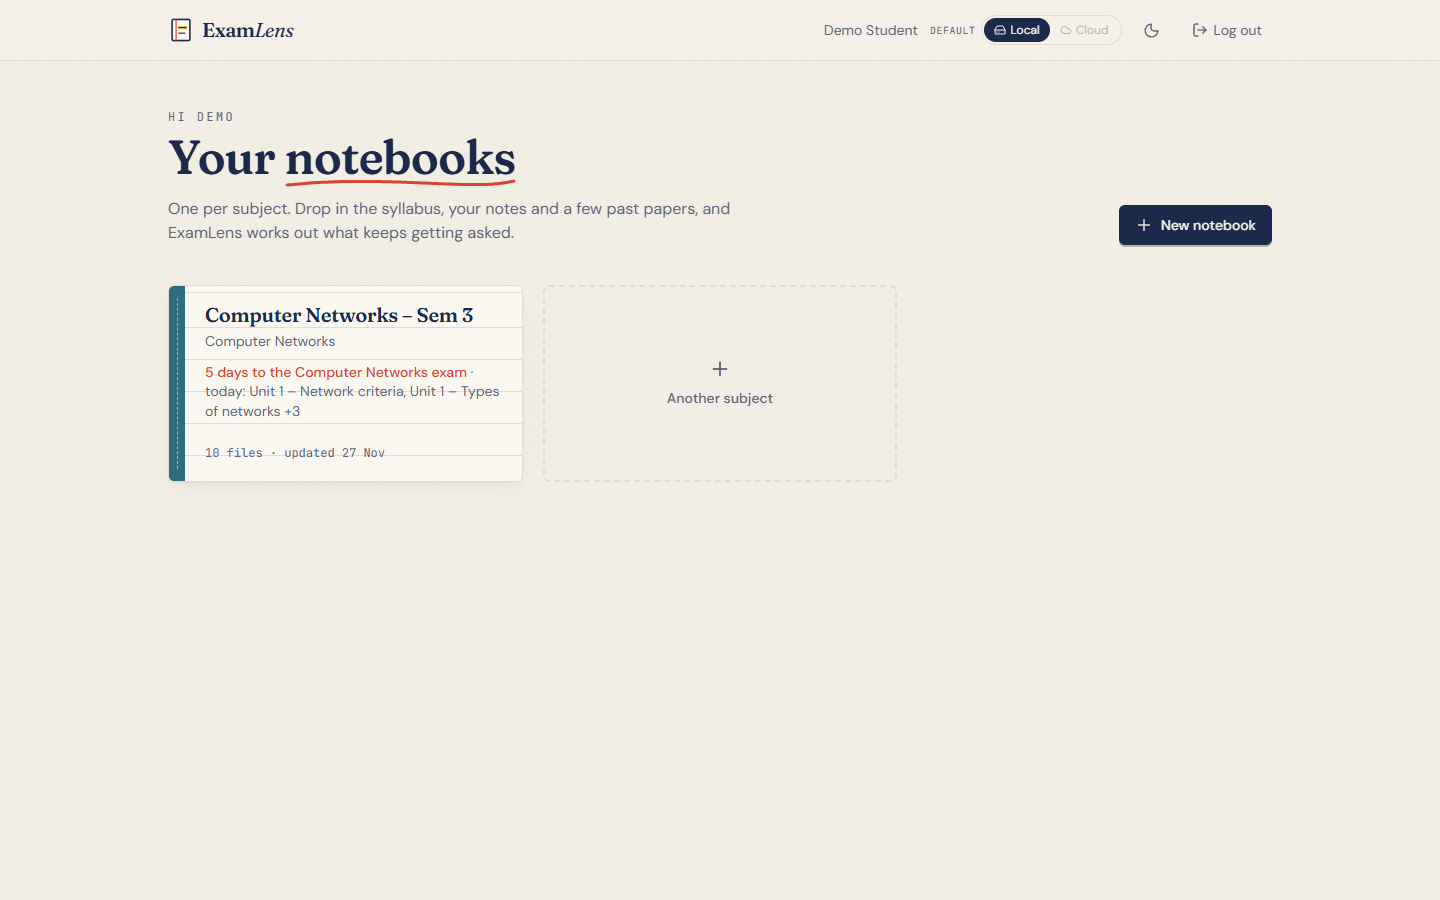 ExamLens
Demo Student DEFAULT Local Cloud Log out
HI DEMO
Your notebooks
One per subject. Drop in the syllabus, your notes and a few past papers, and
ExamLens works out what keeps getting asked.
New notebook
Computer Networks – Sem 3
Computer Networks
5 days to the Computer Networks exam ·
today: Unit 1 – Network criteria, Unit 1 – Types
of networks +3
10 files · updated 27 Nov
Another subject